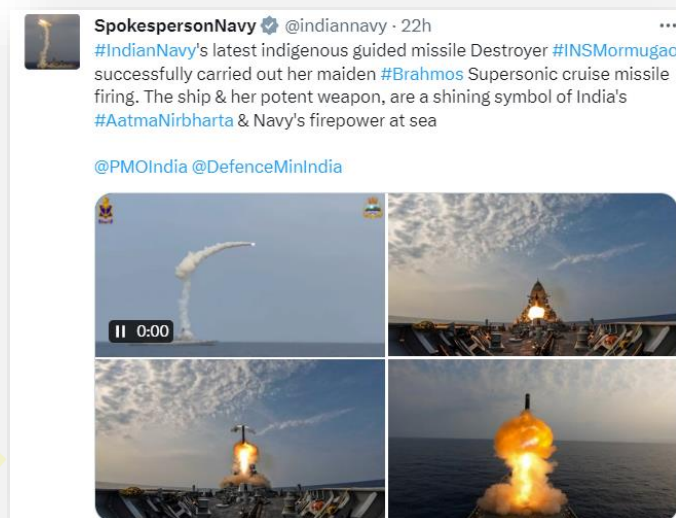 SpokespersonNavy @indiannavy · 22h
#IndianNavy's latest indigenous guided missile Destroyer #INSMormugao
successfully carried out her maiden #Brahmos Supersonic cruise missile
firing. The ship & her potent weapon, are a shining symbol of India's
#AatmaNirbharta & Navy's firepower at sea
@PMOIndia @DefenceMinIndia
0:00